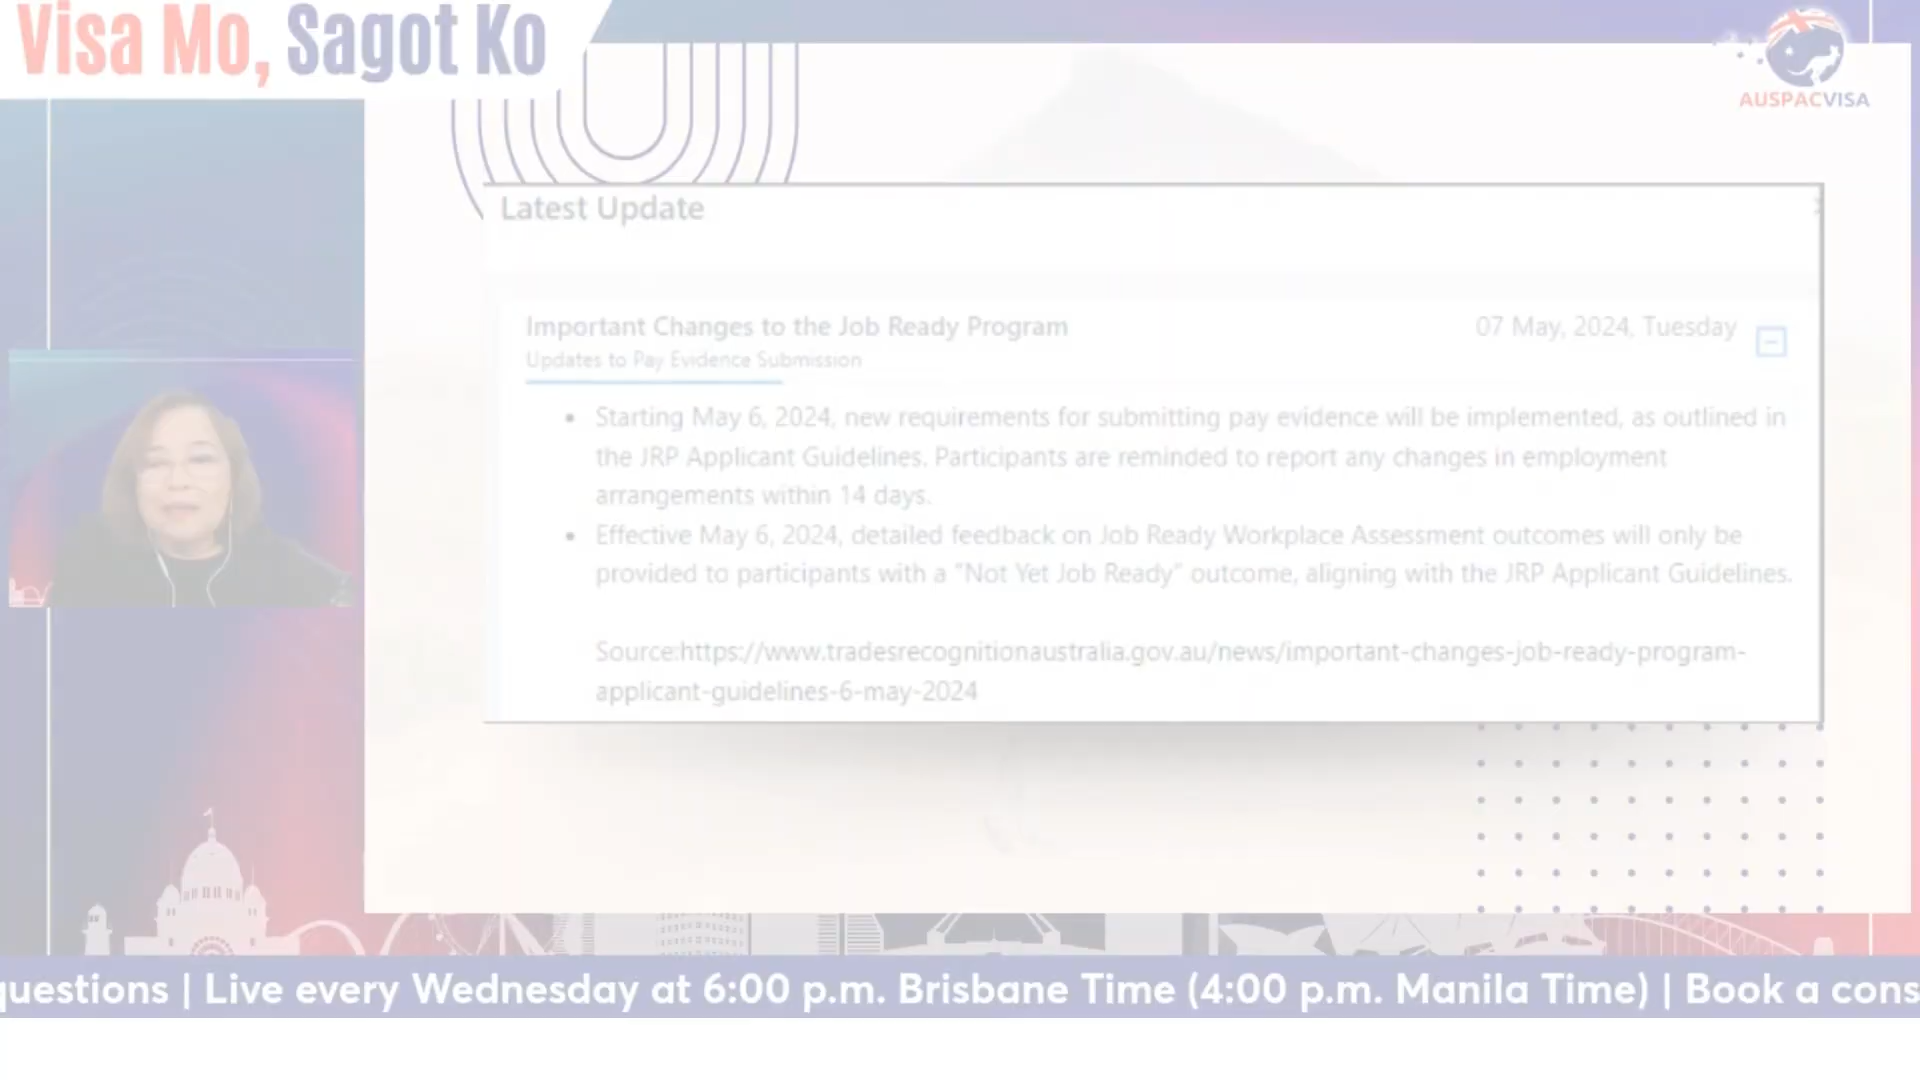 Visa Mo, Sagot Ko
AUSPACVISA
Latest Update
Important Changes to the Job Ready Program
07 May, 2024, Tuesday
Updates to Pay Evidence Submission
• Starting May 6, 2024, new requirements for submitting pay evidence will be implemented, as outlined in
the JRP Applicant Guidelines. Participants are reminded to report any changes in employment
arrangements within 14 days.
• Effective May 6, 2024, detailed feedback on Job Ready Workplace Assessment outcomes will only be
provided to participants with a "Not Yet Job Ready" outcome, aligning with the JRP Applicant Guidelines.
Source:https://www.tradesrecognitionaustralia.gov.au/news/important-changes-job-ready-program-
applicant-guidelines-6-may-2024
questions | Live every Wednesday at 6:00 p.m. Brisbane Time (4:00 p.m. Manila Time) | Book a cons